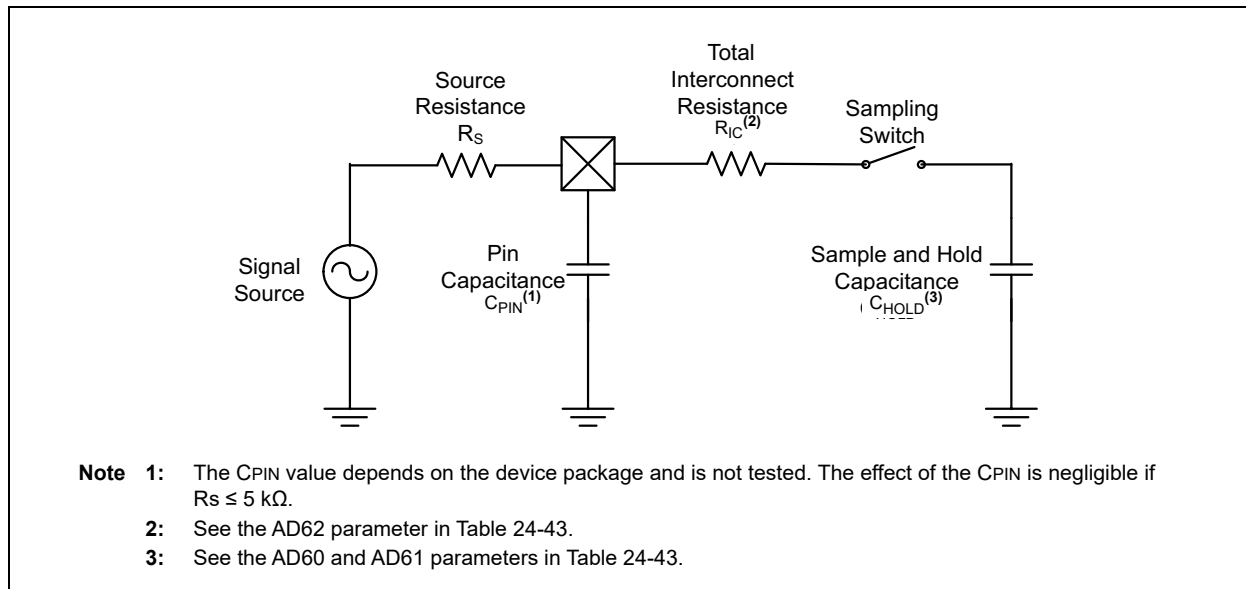 Total
Interconnect
Resistance
RIC(2)
Source
Resistance
RS
Sampling
Switch
Signal
Source
Pin
Capacitance
CPIN(1)
Sample and Hold
Capacitance
( CHOLD(3)
Note 1: The CPIN value depends on the device package and is not tested. The effect of the CPIN is negligible if
Rs ≤ 5 kΩ.
2: See the AD62 parameter in Table 24-43.
3: See the AD60 and AD61 parameters in Table 24-43.